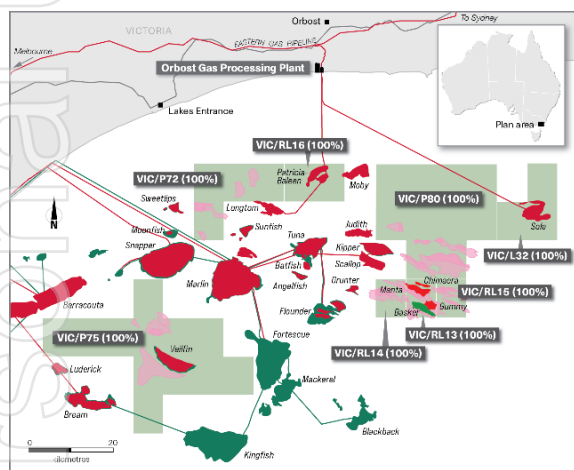 Orbost
To Sydney
VICTORIA
EASTERN GAS PIPELINE
Melbourne
Orbost Gas Processing Plant
Lakes Entrance
Plan area
VIC/RL16 (100%)
VIC/P72 (100%)
Patricia
Baleen
Moby
VIC/P80 (100%)
Sweetlips
Longtom
Sole
Moonfish
Sunfish
Judith
N
Snapper
Tuna
Kipper
VIC/L32 (100%)
Batfish
Scallop
Marlin
Angelfish
Chimaera
Grunter
Manta
VIC/RL15 (100%)
Barracouta
Flounder
Basker
Gummy
VIC/RL13 (100%)
VIC/P75 (100%)
Fortescue
VIC/RL14 (100%)
Veilfin
Luderick
Mackerel
Bream
Blackback
Kingfish
0 20
kilometres